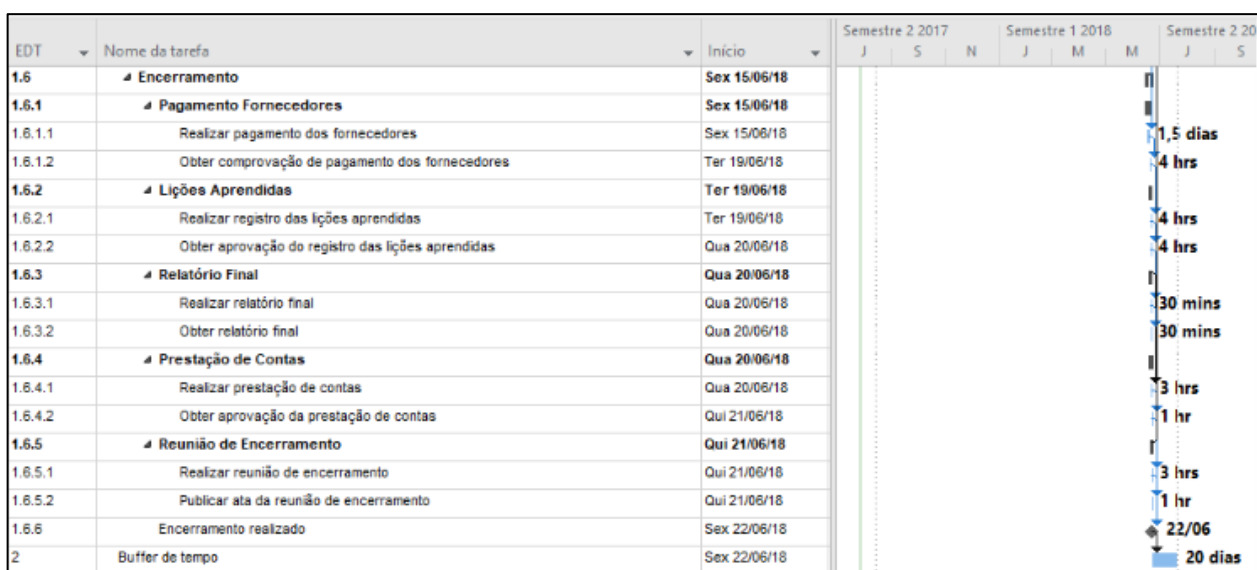 Semestre 2 2017 Semestre 1 2018 Semestre 2 20
EDT Nome da tarefa Início J S N J M M J S
1.6 Encerramento Sex 15/06/18
1.6.1 Pagamento Fornecedores Sex 15/06/18
1.6.1.1 Realizar pagamento dos fornecedores Sex 15/06/18 1,5 dias
1.6.1.2 Obter comprovação de pagamento dos fornecedores Ter 19/06/18 4 hrs
1.6.2 Lições Aprendidas Ter 19/06/18
1.6.2.1 Realizar registro das lições aprendidas Ter 19/06/18 4 hrs
1.6.2.2 Obter aprovação do registro das lições aprendidas Qua 20/06/18 4 hrs
1.6.3 Relatório Final Qua 20/06/18
1.6.3.1 Realizar relatório final Qua 20/06/18 30 mins
1.6.3.2 Obter relatório final Qua 20/06/18 30 mins
1.6.4 Prestação de Contas Qua 20/06/18
1.6.4.1 Realizar prestação de contas Qua 20/06/18 3 hrs
1.6.4.2 Obter aprovação da prestação de contas Qui 21/06/18 1 hr
1.6.5 Reunião de Encerramento Qui 21/06/18
1.6.5.1 Realizar reunião de encerramento Qui 21/06/18 3 hrs
1.6.5.2 Publicar ata da reunião de encerramento Qui 21/06/18 1 hr
1.6.6 Encerramento realizado Sex 22/06/18 22/06
2 Buffer de tempo Sex 22/06/18 20 dias